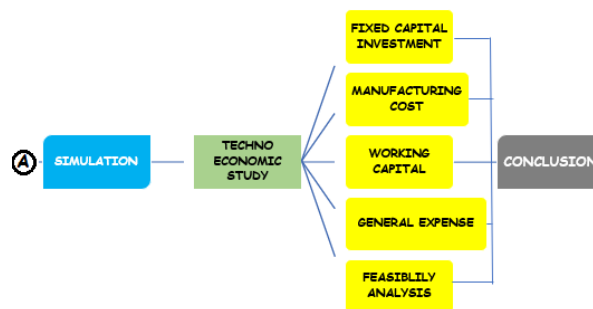 A
SIMULATION
TECHNO
ECONOMIC
STUDY
FIXED CAPITAL
INVESTMENT
MANUFACTURING
COST
WORKING
CAPITAL
GENERAL EXPENSE
FEASIBLILY
ANALYSIS
CONCLUSION